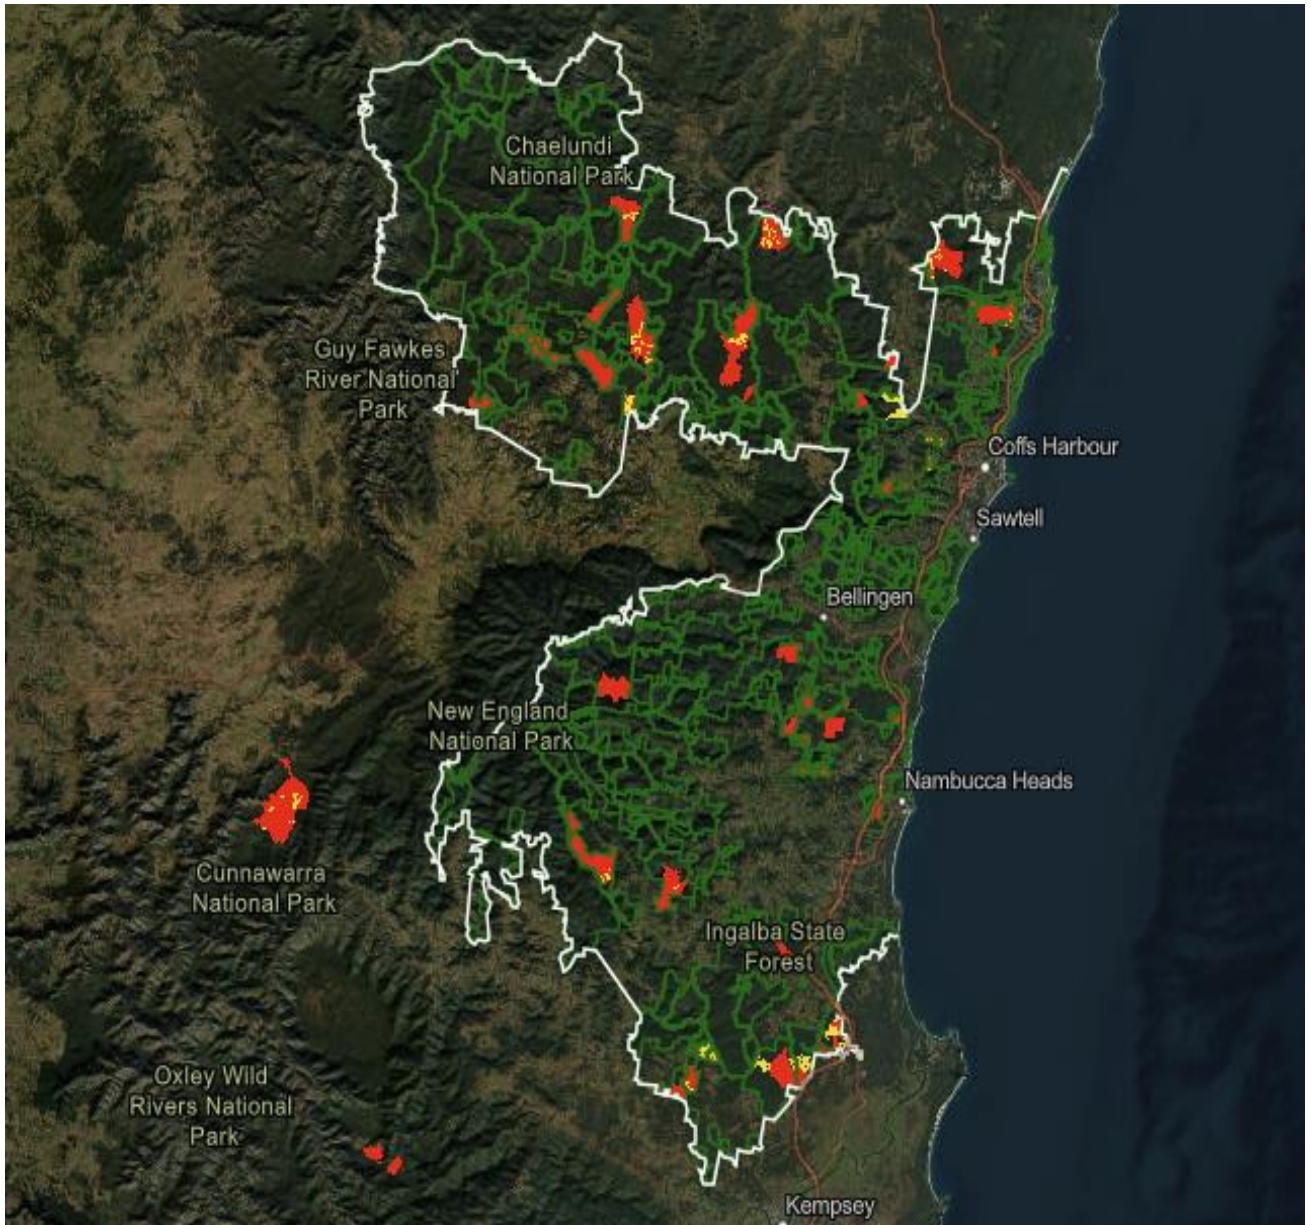 Chaelundi
National Park
Guy Fawkes
River National
Park
Coffs Harbour
Sawtell
Bellingen
New England
National Park
Nambucca Heads
Cunnawarra
National Park
Ingalba State
Forest
Oxley Wild
Rivers National
Park
Kempsey